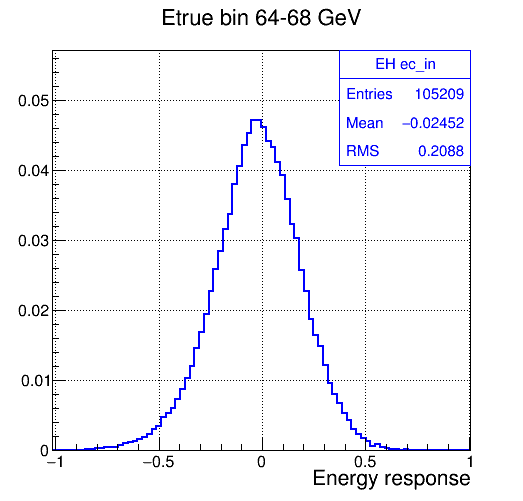 Etrue bin 64-68 GeV
EH ec_in
Entries 105209
Mean −0.02452
RMS 0.2088
0.05
0.04
0.03
0.02
0.01
0
−1 −0.5 0 0.5 1
Energy response